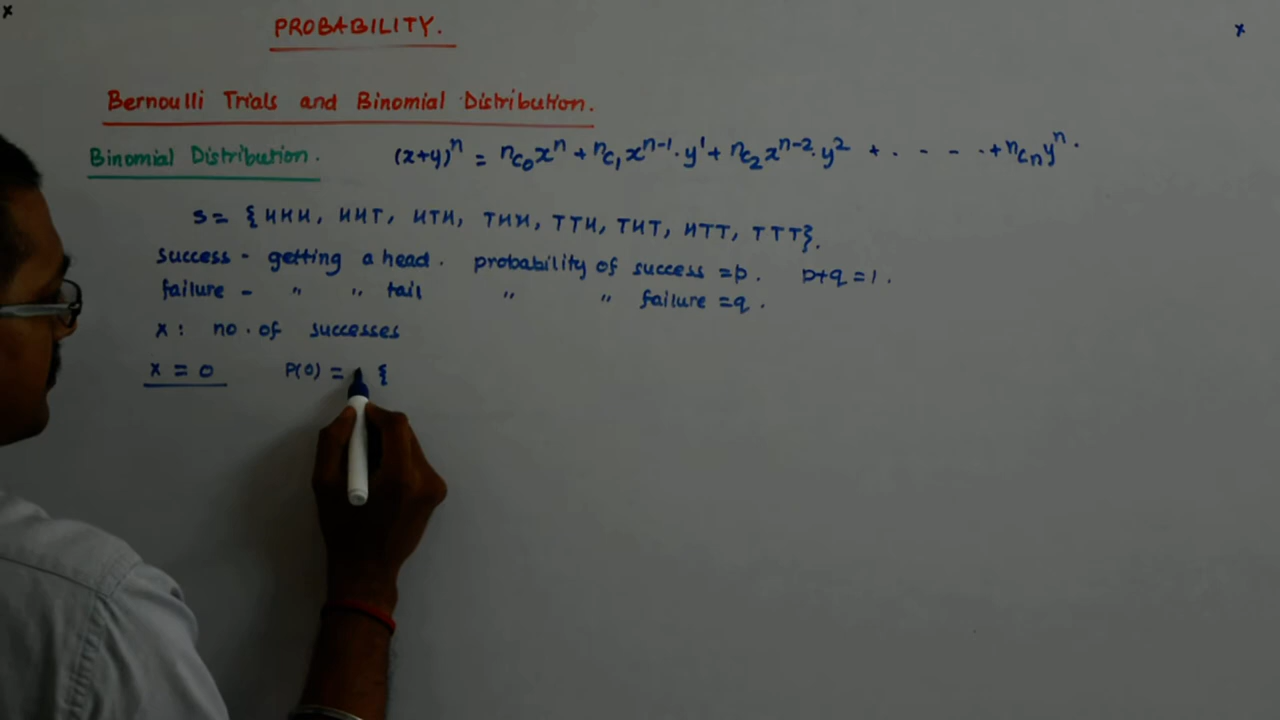 PROBABILITY.
Bernoulli Trials and Binomial Distribution.
Binomial Distribution. (x+y)^n = nC0 x^n + nC1 x^n-1 . y^1 + nC2 x^n-2 . y^2 + . - - - . + nCn y^n .
S = { HHH, HHT, HTH, THH, TTH, THT, HTT, TTT}.
success - getting a head. probability of success = p. p+q = 1.
failure - " " tail " " failure = q.
x : no. of successes
x = 0 P(0) = {